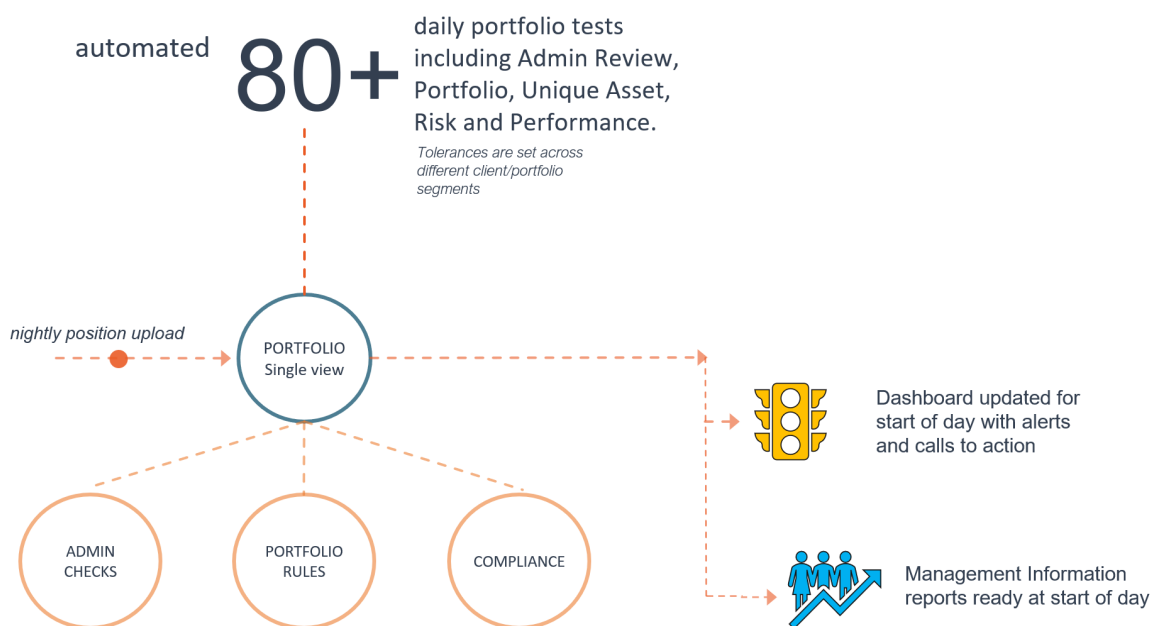 automated
80+
daily portfolio tests
including Admin Review,
Portfolio, Unique Asset,
Risk and Performance.
Tolerances are set across
different client/portfolio
segments
nightly position upload
PORTFOLIO
Single view
Dashboard updated for
start of day with alerts
and calls to action
ADMIN
CHECKS
PORTFOLIO
RULES
COMPLIANCE
Management Information
reports ready at start of day